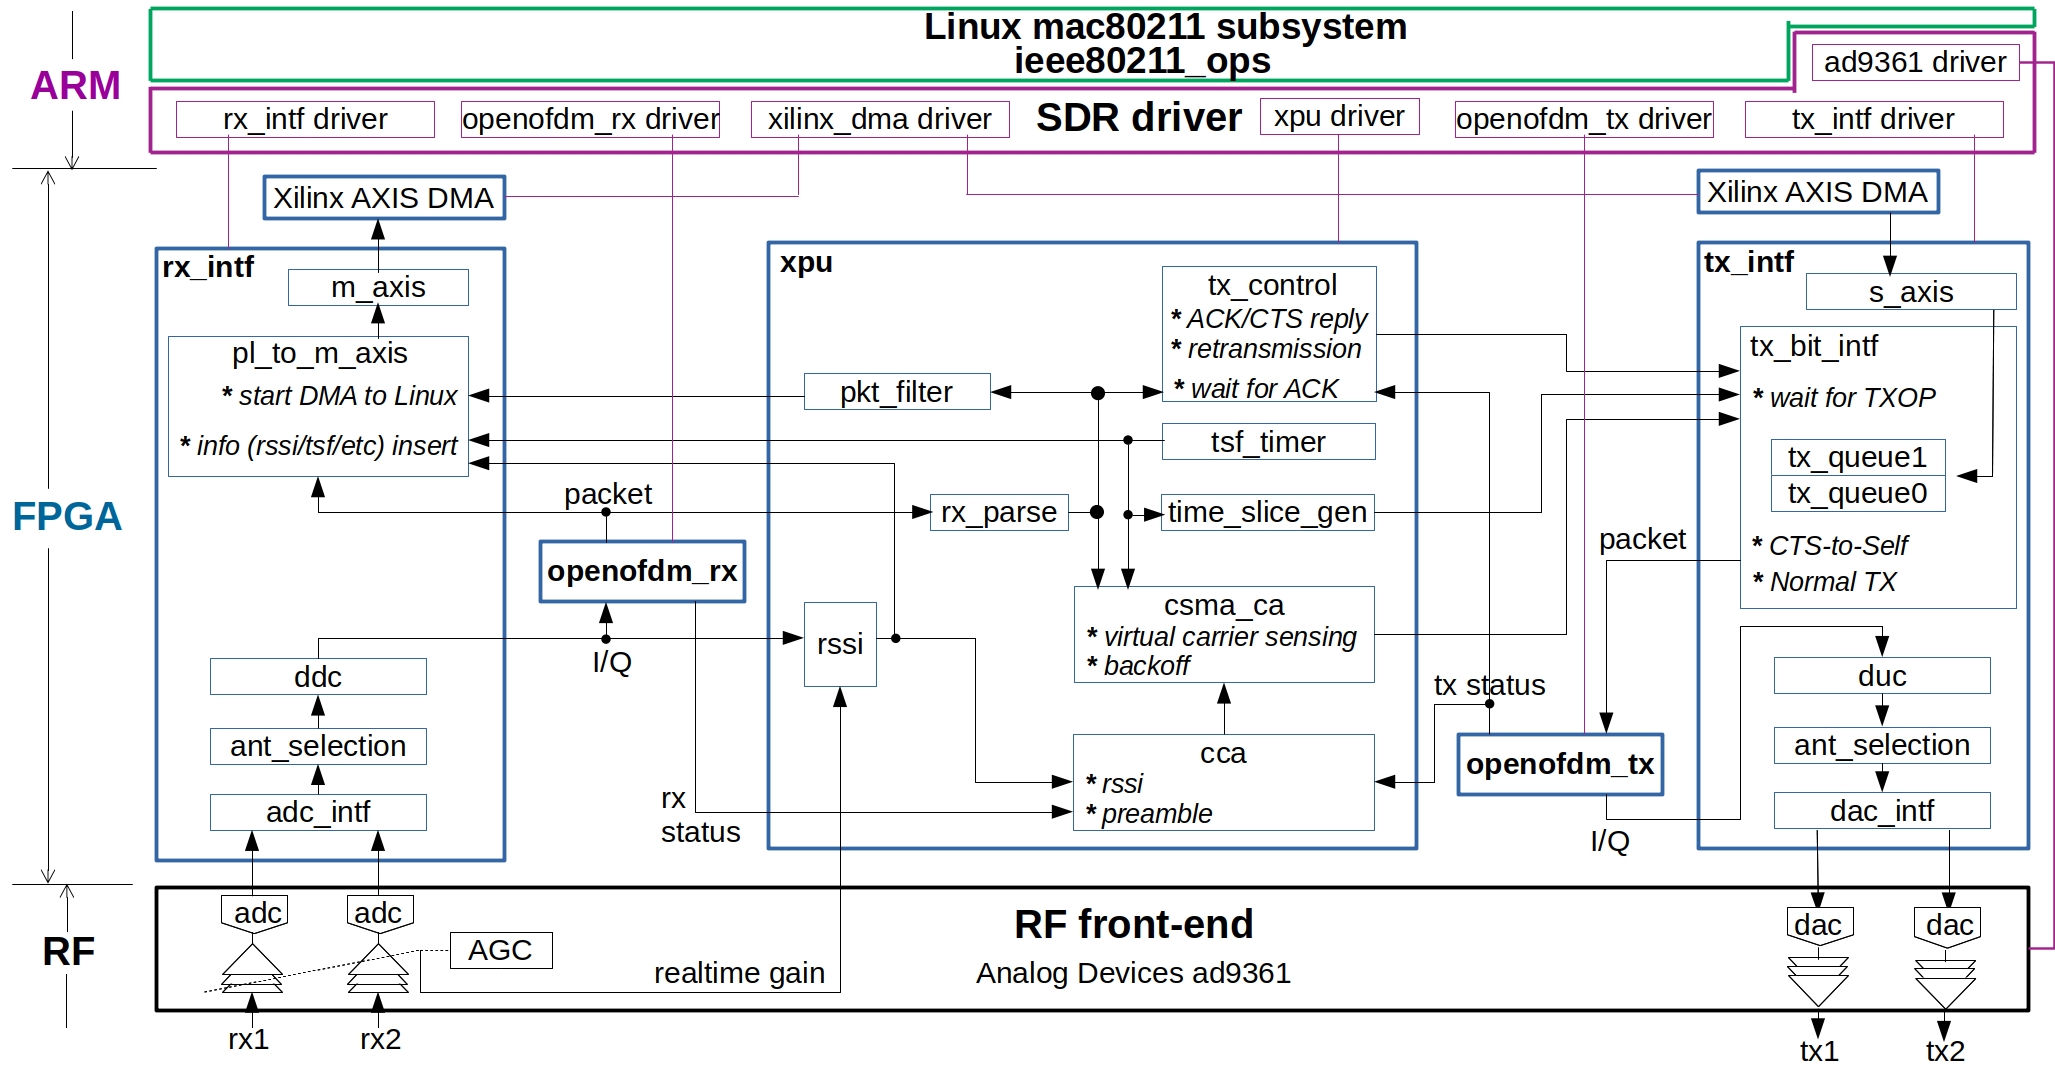 Linux mac80211 subsystem
ieee80211_ops
ad9361 driver
ARM
rx_intf driver
openofdm_rx driver
xilinx_dma driver
SDR driver
xpu driver
openofdm_tx driver
tx_intf driver
Xilinx AXIS DMA
Xilinx AXIS DMA
FPGA
rx_intf
m_axis
pl_to_m_axis
* start DMA to Linux
* info (rssi/tsf/etc) insert
packet
openofdm_rx
I/Q
ddc
ant_selection
adc_intf
rx
status
xpu
tx_control
* ACK/CTS reply
* retransmission
* wait for ACK
pkt_filter
tsf_timer
rx_parse
time_slice_gen
csma_ca
* virtual carrier sensing
* backoff
rssi
cca
* rssi
* preamble
tx status
packet
openofdm_tx
I/Q
tx_intf
s_axis
tx_bit_intf
* wait for TXOP
tx_queue1
tx_queue0
* CTS-to-Self
* Normal TX
duc
ant_selection
dac_intf
RF
adc
adc
AGC
realtime gain
RF front-end
Analog Devices ad9361
dac
dac
rx1
rx2
tx1
tx2